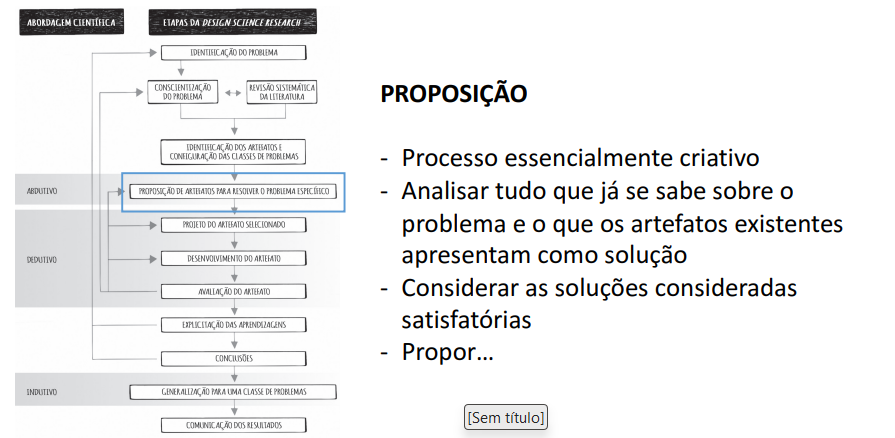 ABORDAGEM CIENTÍFICA
ETAPAS DA DESIGN SCIENCE RESEARCH
IDENTIFICAÇÃO DO PROBLEMA
CONSCIENTIZAÇÃO
DO PROBLEMA
REVISÃO SISTEMÁTICA
DA LITERATURA
IDENTIFICAÇÃO DOS ARTEFATOS E
CONFIGURAÇÃO DAS CLASSES DE PROBLEMAS
ABDUTIVO
PROPOSIÇÃO DE ARTEFATOS PARA RESOLVER O PROBLEMA ESPECÍFICO
PROJETO DO ARTEFATO SELECIONADO
DEDUTIVO
DESENVOLVIMENTO DO ARTEFATO
AVALIAÇÃO DO ARTEFATO
EXPLICITAÇÃO DAS APRENDIZAGENS
CONCLUSÕES
INDUTIVO
GENERALIZAÇÃO PARA UMA CLASSE DE PROBLEMAS
COMUNICAÇÃO DOS RESULTADOS
PROPOSIÇÃO
- Processo essencialmente criativo
- Analisar tudo que já se sabe sobre o
problema e o que os artefatos existentes
apresentam como solução
- Considerar as soluções consideradas
satisfatórias
- Propor...
[Sem título]